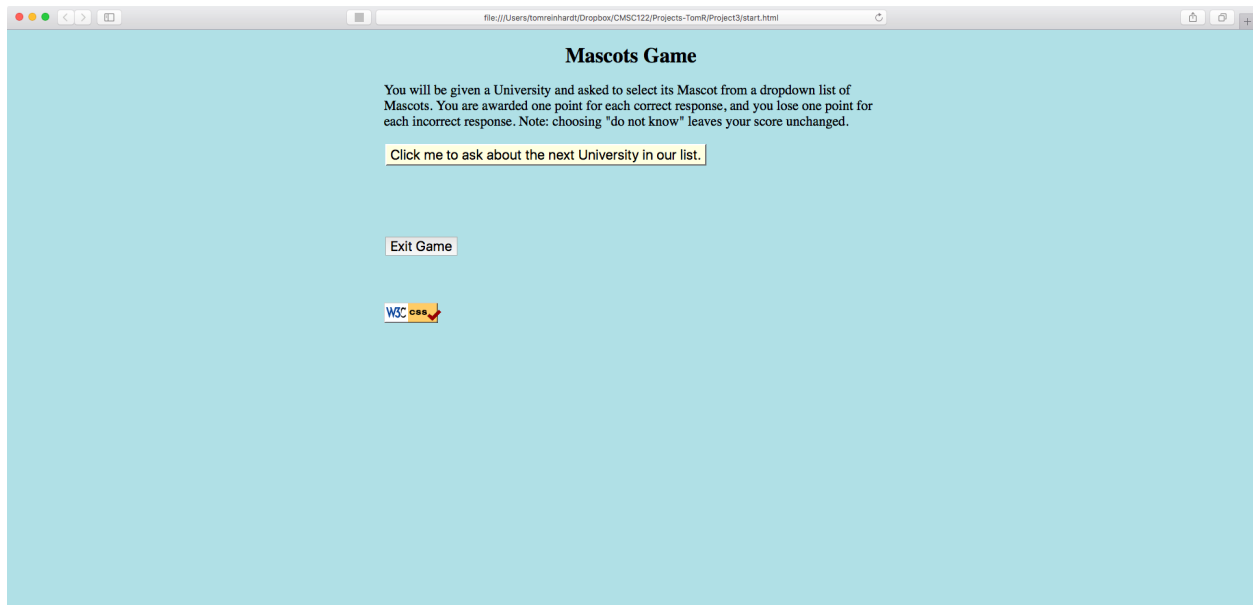 file:///Users/tomreinhardt/Dropbox/CMSC122/Projects-TomR/Project3/start.html
Mascots Game
You will be given a University and asked to select its Mascot from a dropdown list of
Mascots. You are awarded one point for each correct response, and you lose one point for
each incorrect response. Note: choosing "do not know" leaves your score unchanged.
Click me to ask about the next University in our list.
Exit Game
W3C css